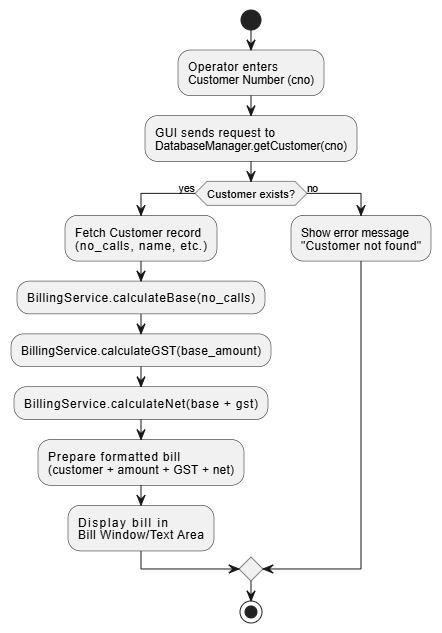 Operator enters
Customer Number (cno)
GUI sends request to
DatabaseManager.getCustomer(cno)
yes
Customer exists?
no
Fetch Customer record
(no_calls, name, etc.)
Show error message
"Customer not found"
BillingService.calculateBase(no_calls)
BillingService.calculateGST(base_amount)
BillingService.calculateNet(base + gst)
Prepare formatted bill
(customer + amount + GST + net)
Display bill in
Bill Window/Text Area